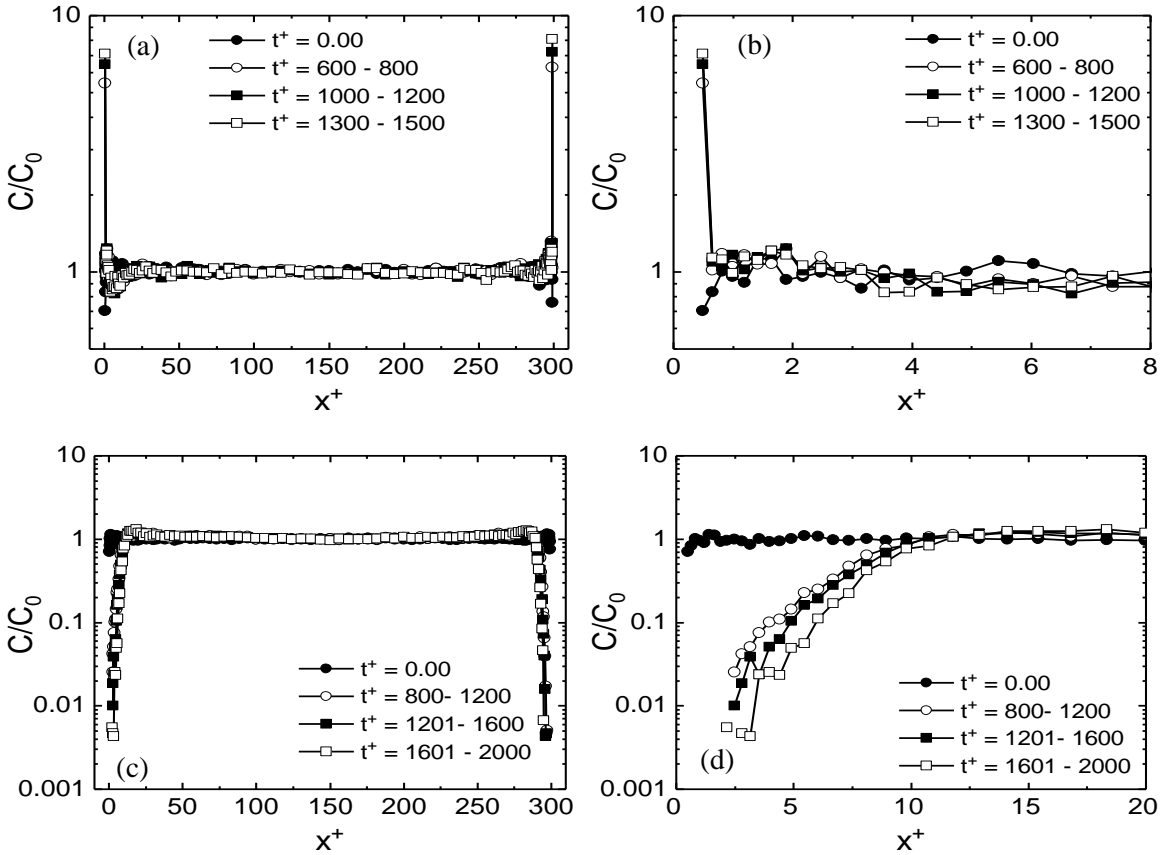 10
(a)
t⁺ = 0.00
t⁺ = 600 - 800
t⁺ = 1000 - 1200
t⁺ = 1300 - 1500
C/C₀
1
0 50 100 150 200 250 300
x⁺
10
(b)
t⁺ = 0.00
t⁺ = 600 - 800
t⁺ = 1000 - 1200
t⁺ = 1300 - 1500
C/C₀
1
0 2 4 6 8
x⁺
10
1
C/C₀
0.1
0.01
0.001
t⁺ = 0.00
t⁺ = 800- 1200
t⁺ = 1201- 1600
t⁺ = 1601 - 2000
(c)
0 50 100 150 200 250 300
x⁺
10
1
C/C₀
0.1
0.01
0.001
t⁺ = 0.00
t⁺ = 800- 1200
t⁺ = 1201- 1600
t⁺ = 1601 - 2000
(d)
0 5 10 15 20
x⁺